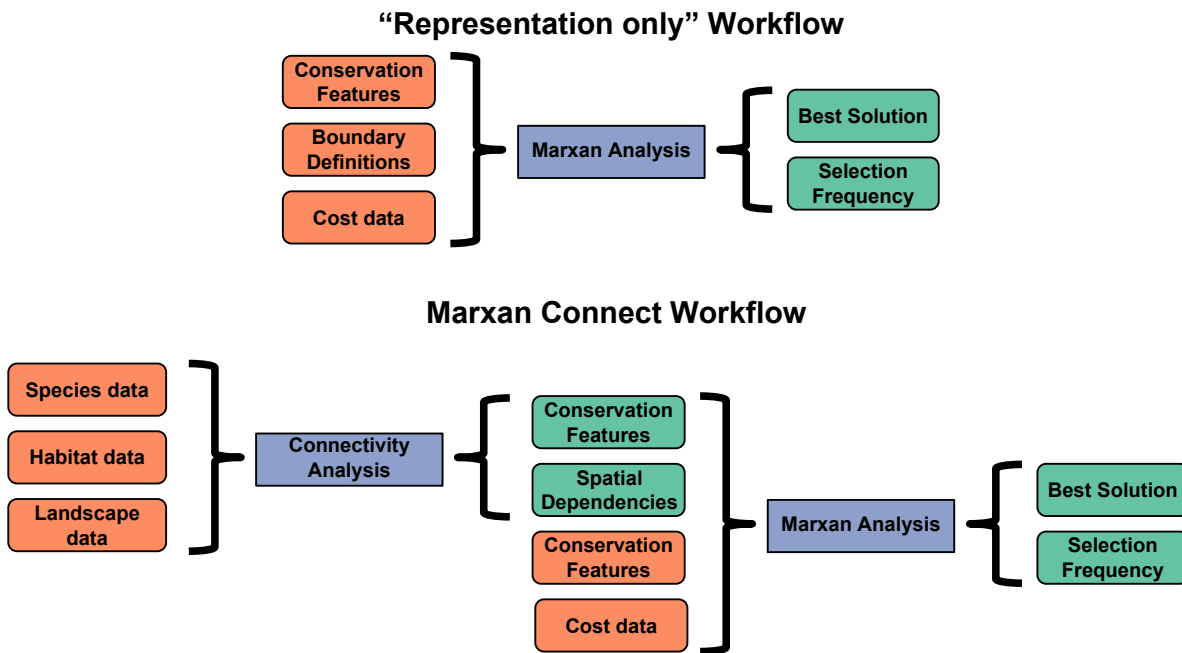 “Representation only” Workflow
Conservation
Features
Boundary
Definitions
Cost data
Marxan Analysis
Best Solution
Selection
Frequency
Marxan Connect Workflow
Species data
Habitat data
Landscape
data
Connectivity
Analysis
Conservation
Features
Spatial
Dependencies
Conservation
Features
Cost data
Marxan Analysis
Best Solution
Selection
Frequency